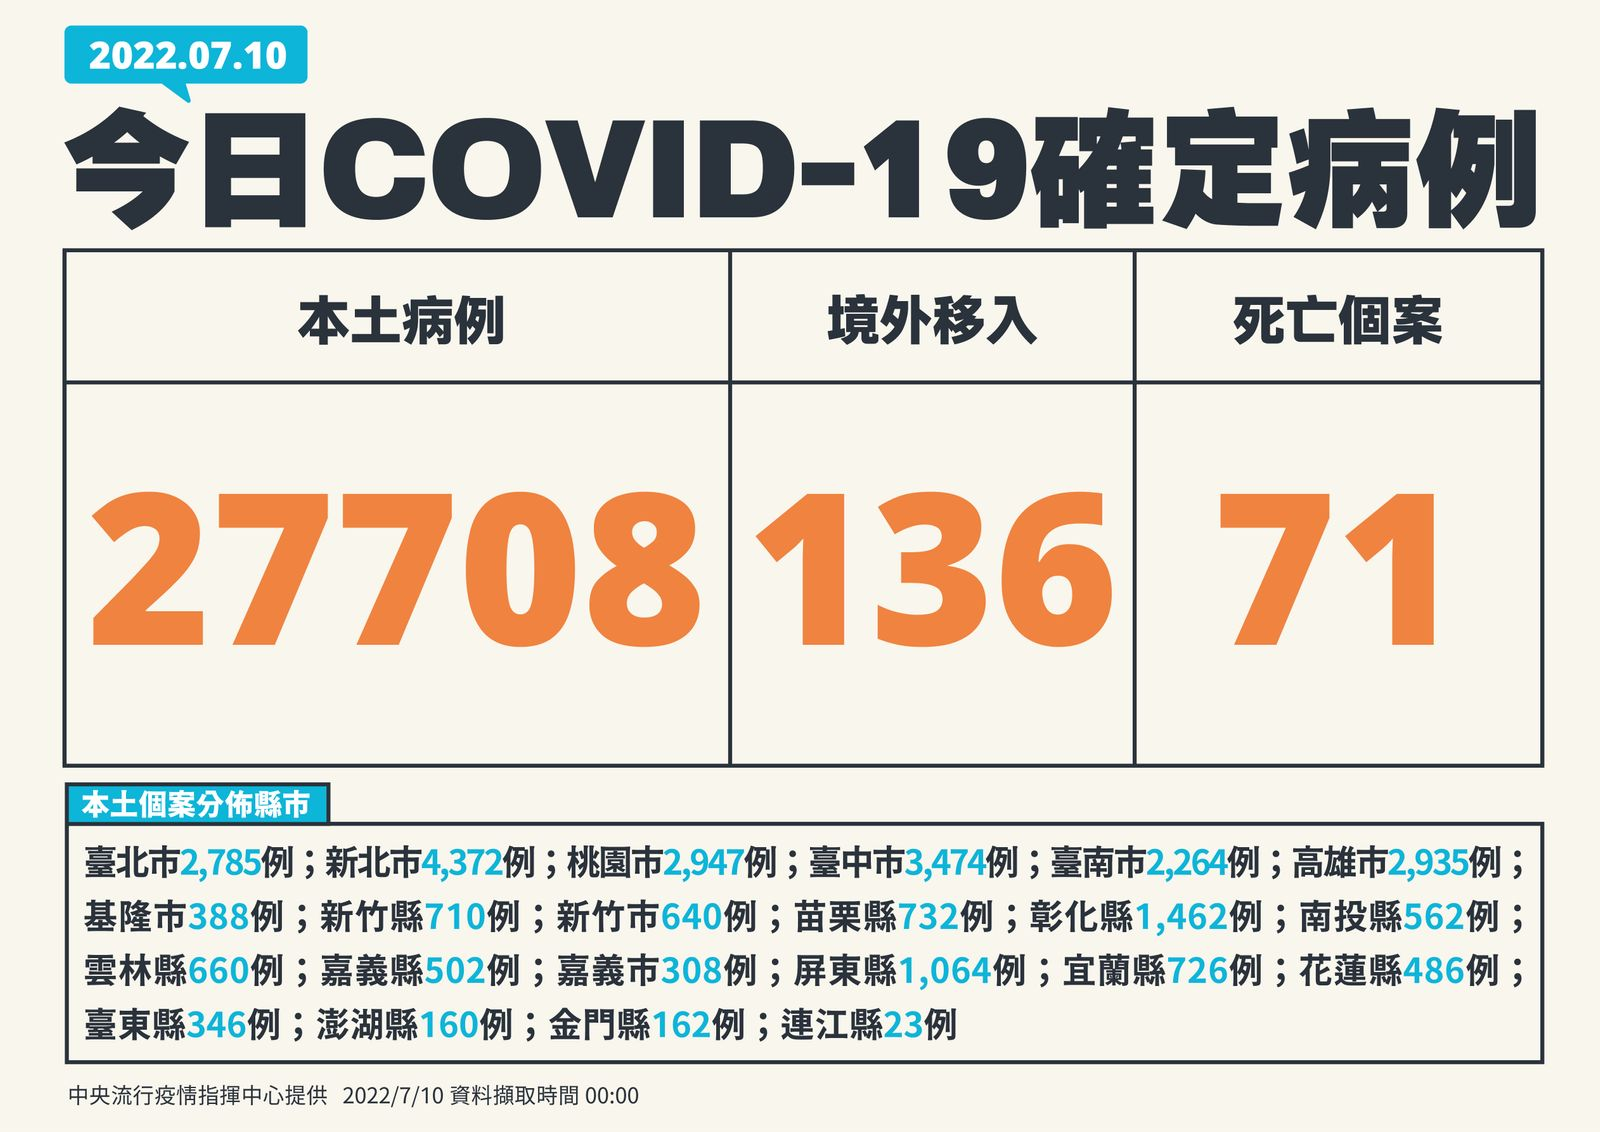 2022.07.10
今日COVID-19確定病例
本土病例 境外移入 死亡個案
27708 136 71
本土個案分佈縣市
臺北市2,785例；新北市4,372例；桃園市2,947例；臺中市3,474例；臺南市2,264例；高雄市2,935例；
基隆市388例；新竹縣710例；新竹市640例；苗栗縣732例；彰化縣1,462例；南投縣562例；
雲林縣660例；嘉義縣502例；嘉義市308例；屏東縣1,064例；宜蘭縣726例；花蓮縣486例；
臺東縣346例；澎湖縣160例；金門縣162例；連江縣23例
中央流行疫情指揮中心提供 2022/7/10 資料擷取時間 00:00